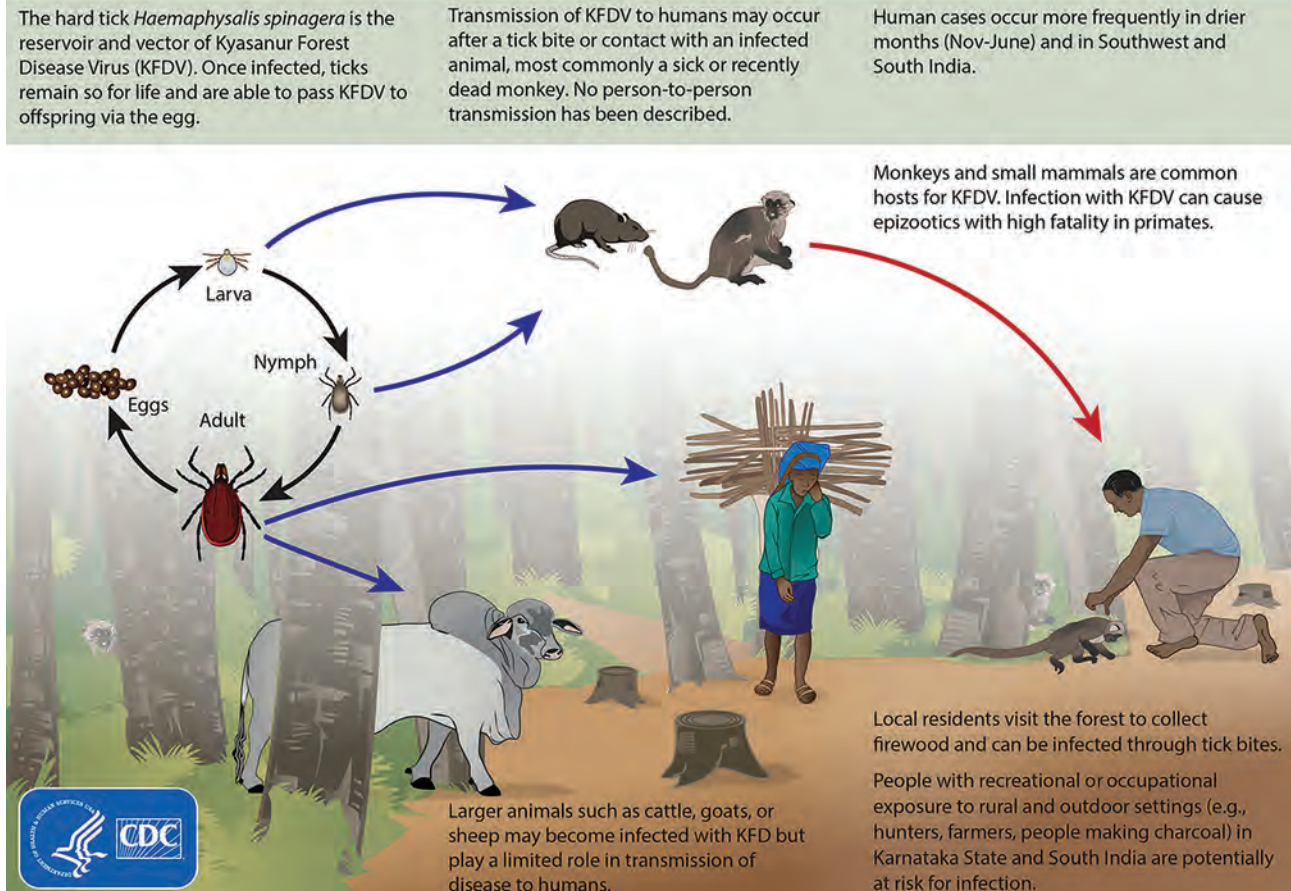 The hard tick Haemaphysalis spinagera is the
reservoir and vector of Kyasanur Forest
Disease Virus (KFDV). Once infected, ticks
remain so for life and are able to pass KFDV to
offspring via the egg.
Transmission of KFDV to humans may occur
after a tick bite or contact with an infected
animal, most commonly a sick or recently
dead monkey. No person-to-person
transmission has been described.
Human cases occur more frequently in drier
months (Nov-June) and in Southwest and
South India.
Monkeys and small mammals are common
hosts for KFDV. Infection with KFDV can cause
epizootics with high fatality in primates.
Larva
Nymph
Eggs
Adult
Local residents visit the forest to collect
firewood and can be infected through tick bites.
People with recreational or occupational
exposure to rural and outdoor settings (e.g.,
hunters, farmers, people making charcoal) in
Karnataka State and South India are potentially
at risk for infection.
Larger animals such as cattle, goats, or
sheep may become infected with KFD but
play a limited role in transmission of
disease to humans.
DEPARTMENT OF HEALTH & HUMAN SERVICES USA
CDC